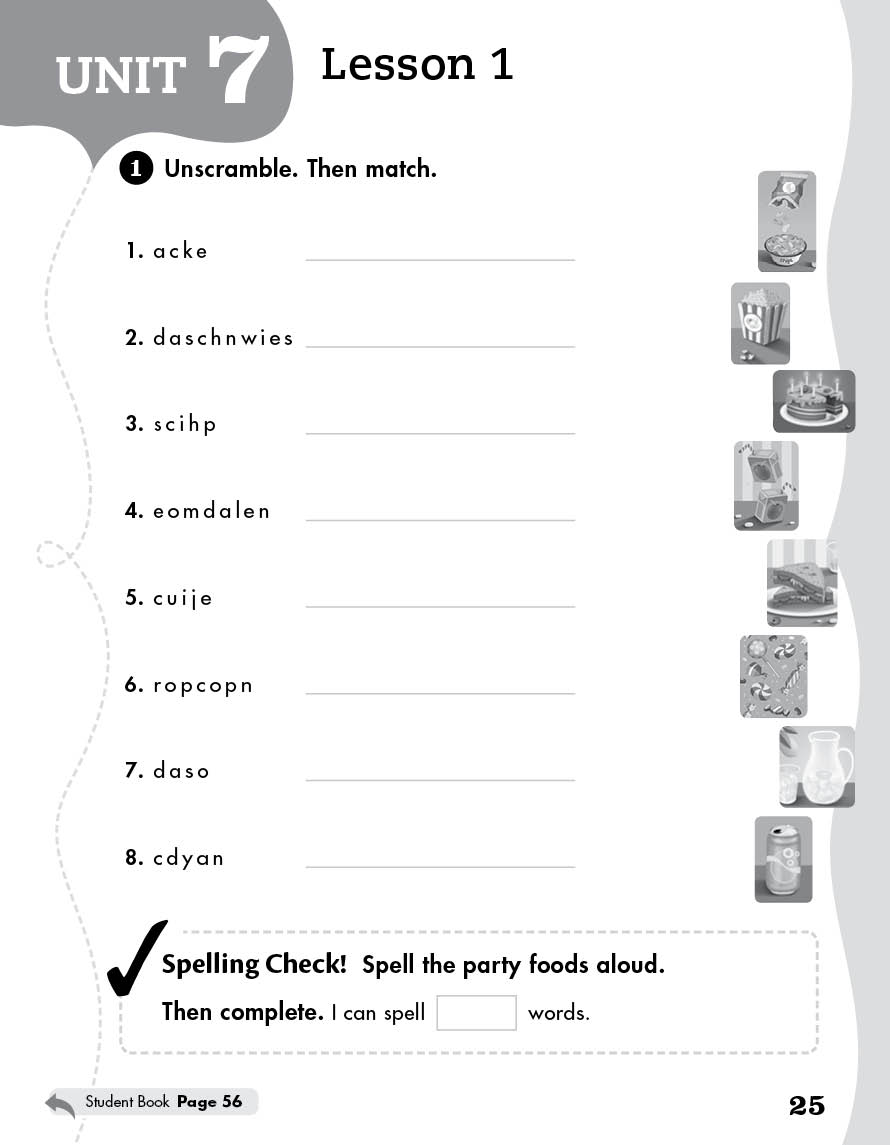 UNIT 7 Lesson 1
1 Unscramble. Then match.
1. acke
2. daschnwies
3. scihp
4. eomdalen
5. cuije
6. ropcopn
7. daso
8. cdyan
Spelling Check! Spell the party foods aloud.
Then complete. I can spell words.
Student Book Page 56
25